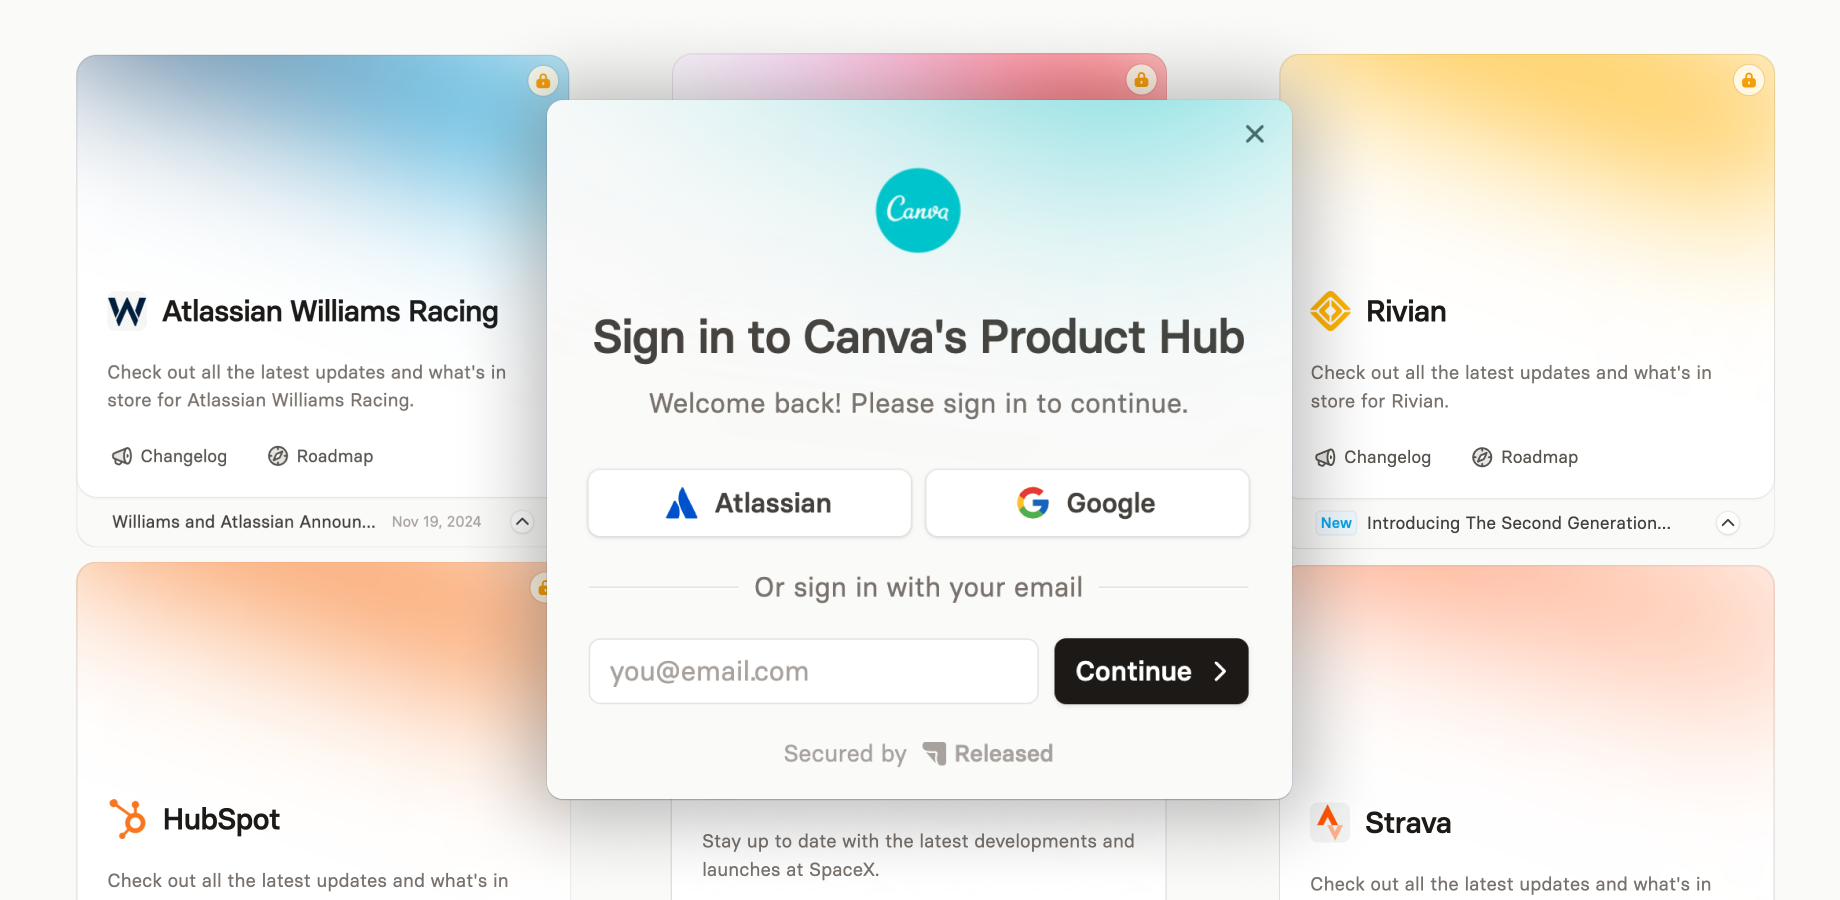 Atlassian Williams Racing
Check out all the latest updates and what's in
store for Atlassian Williams Racing.
Changelog
Roadmap
Williams and Atlassian Announ...
Nov 19, 2024
HubSpot
Check out all the latest updates and what's in
Canva
Sign in to Canva's Product Hub
Welcome back! Please sign in to continue.
Atlassian
Google
Or sign in with your email
you@email.com
Continue
Secured by Released
Stay up to date with the latest developments and
launches at SpaceX.
Rivian
Check out all the latest updates and what's in
store for Rivian.
Changelog
Roadmap
New
Introducing The Second Generation...
Strava
Check out all the latest updates and what's in